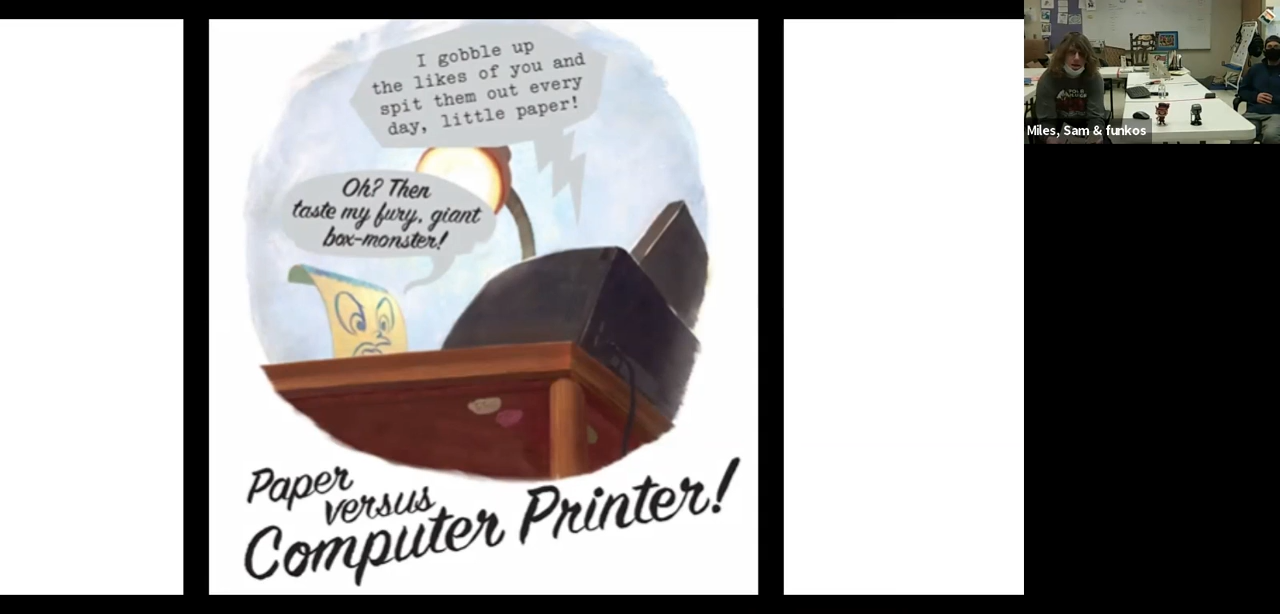 I gobble up
the likes of you and
spit them out every
day, little paper!
Oh? Then
taste my fury, giant
box-monster!
Paper
versus
Computer Printer!
Miles, Sam & funkos